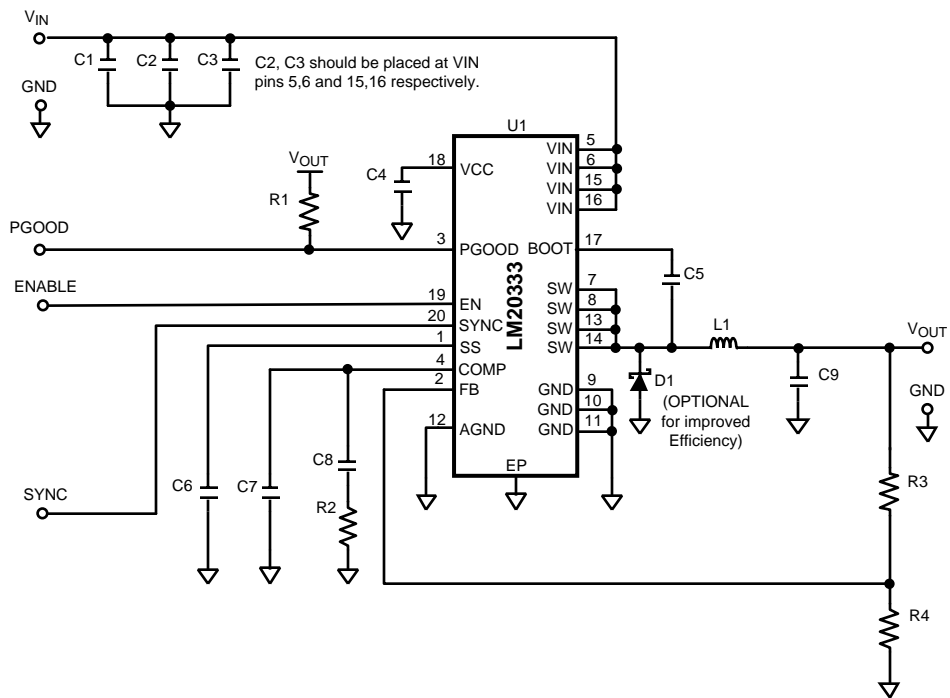 VIN
C1
C2
C3
C2, C3 should be placed at VIN
pins 5,6 and 15,16 respectively.
GND
U1
VOUT
R1
C4
18
VCC
5
VIN
6
VIN
15
VIN
16
VIN
PGOOD
3
PGOOD
17
BOOT
C5
ENABLE
19
EN
20
SYNC
1
SS
4
COMP
2
FB
12
AGND
LM20333
7
SW
8
SW
13
SW
14
SW
L1
VOUT
D1
(OPTIONAL
for improved
Efficiency)
C9
GND
9
GND
10
GND
11
GND
EP
SYNC
C6
C7
C8
R2
R3
R4